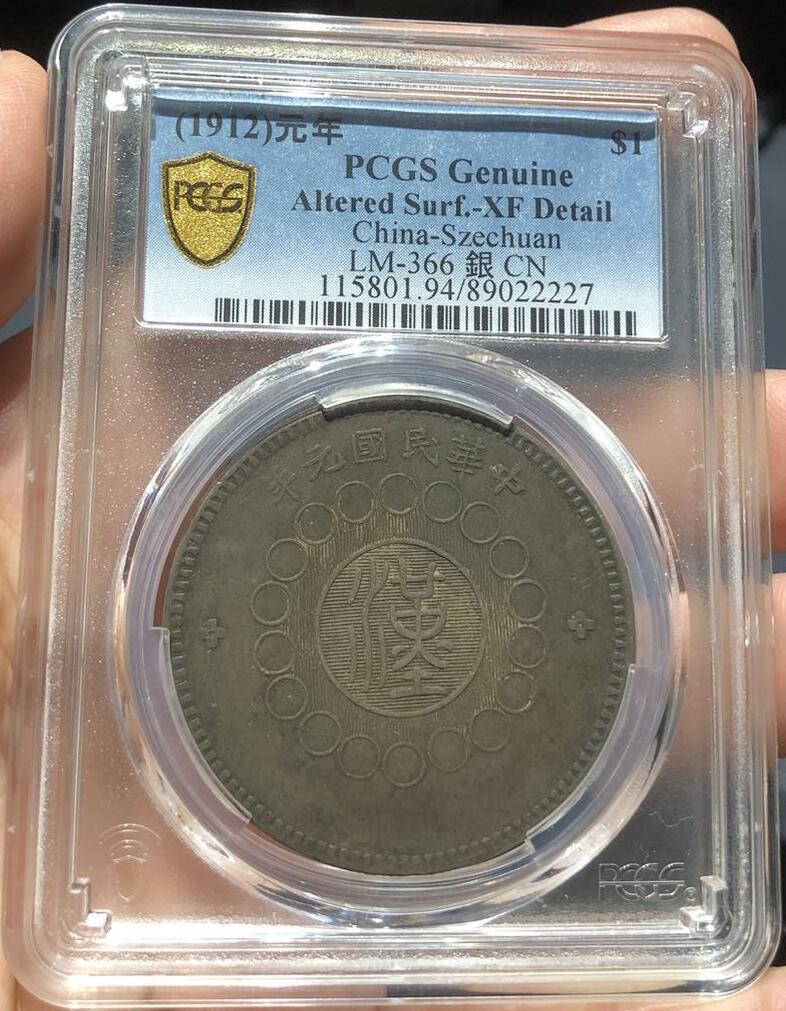 (1912)元年 $1
PCGS Genuine
PCGS
Altered Surf.-XF Detail
China-Szechuan
LM-366 銀 CN
115801.94/89022227
中華民國元年
漢
PCGS